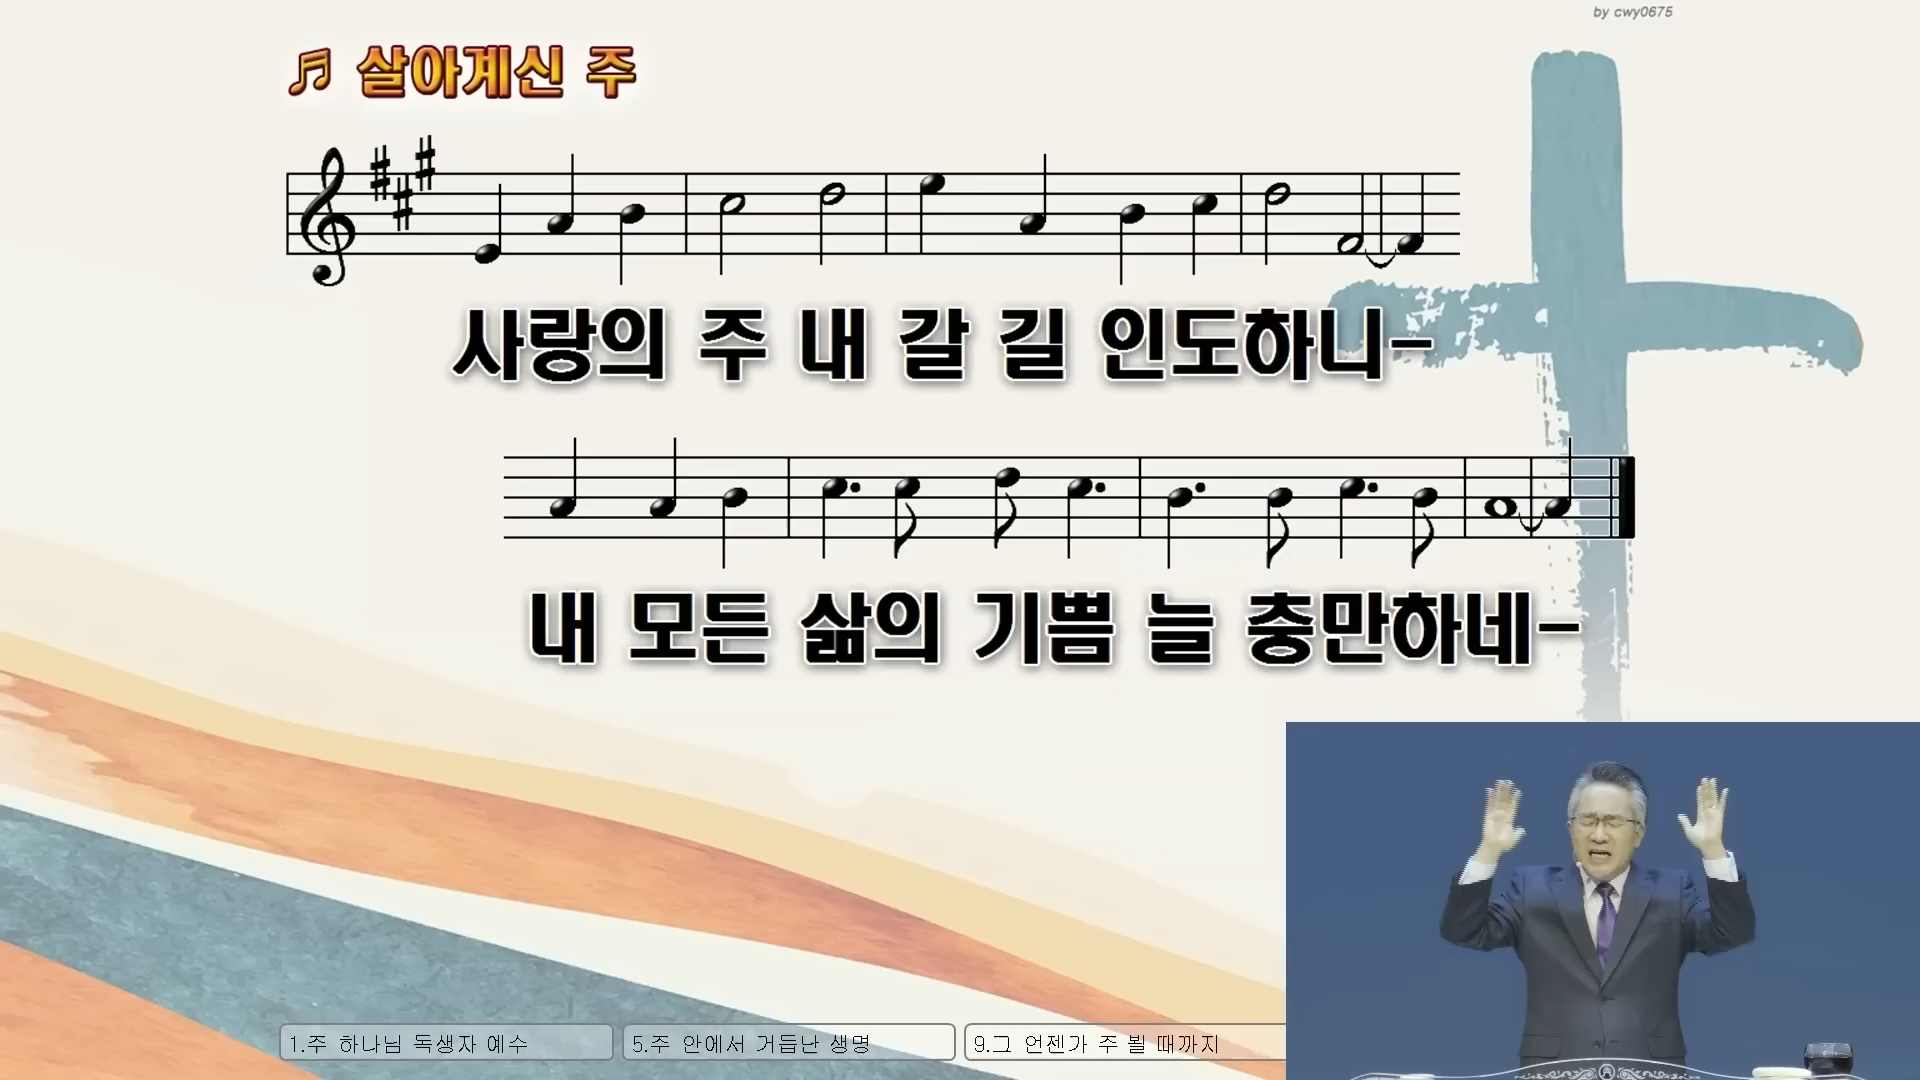 by cwy0675
살아계신 주
사랑의 주 내 갈 길 인도하니-
내 모든 삶의 기쁨 늘 충만하네-
1.주 하나님 독생자 예수
5.주 안에서 거듭난 생명
9.그 언젠가 주 뵐 때까지